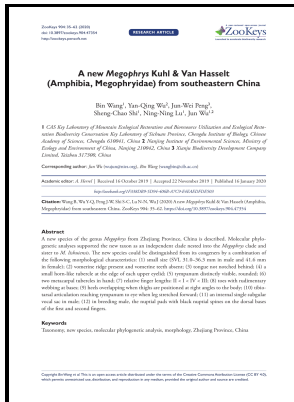 ZooKeys 904: 35–62 (2020)
doi: 10.3897/zookeys.904.47354
http://zookeys.pensoft.net
RESEARCH ARTICLE
ZooKeys
A new Megophrys Kuhl & Van Hasselt
(Amphibia, Megophryidae) from southeastern China
Bin Wang¹, Yan-Qing Wu², Jun-Wei Peng³,
Sheng-Chao Shi¹, Ning-Ning Lu¹, Jun Wu¹,²
1 CAS Key Laboratory of Mountain Ecological Restoration and Bioresource Utilization and Ecological Resto-
ration Biodiversity Conservation Key Laboratory of Sichuan Province, Chengdu Institute of Biology, Chinese
Academy of Sciences, Chengdu 610041, China 2 Nanjing Institute of Environmental Sciences, Ministry of
Ecology and Environment of China, Nanjing 210042, China 3 Xianju Biodiversity Development Company
Limited, Taizhou 317300, China
Corresponding author:
Academic editor: A. Herrel | Received 16 October 2019 | Accepted 22 November 2019 | Published 16 January 2020
Citation: Wang B, Wu Y-Q, Peng J-W, Shi S-C, Lu N-N, Wu J (2020) A new Megophrys Kuhl & Van Hasselt (Amphibia,
Megophryidae) from southeastern China. ZooKeys 904: 35–62. https://doi.org/10.3897/zookeys.904.47354
Abstract
A new species of the genus Megophrys from Zhejiang Province, China is described. Molecular phylo-
genetic analyses supported the new taxon as an independent clade nested into the Megophrys clade and
sister to M. lishuiensis. The new species could be distinguished from its congeners by a combination of the
following morphological characters: (1) small size (SVL 31.0–36.3 mm in male and 41.6 mm
in female); (2) vomerine ridge present and vomerine teeth absent; (3) tongue not notched behind; (4) a
small horn-like tubercle at the edge of each upper eyelid; (5) tympanum distinctly visible, rounded; (6)
two metacarpal tubercles in hand; (7) relative finger lengths: II < I < IV < III; (8) toes with rudimentary
webbing at bases; (9) heels overlapping when thighs are positioned at right angles to the body; (10) tibio-
tarsal articulation reaching tympanum to eye when leg stretched forward; (11) an internal single subgular
vocal sac in male; (12) in breeding male, the nuptial pads with black nuptial spines on the dorsal bases
of the first and second fingers.
Keywords
Taxonomy, new species, molecular phylogenetic analysis, morphology, Zhejiang Province, China
Copyright Bin Wang et al. This is an open access article distributed under the terms of the Creative Commons Attribution License (CC BY 4.0),
which permits unrestricted use, distribution, and reproduction in any medium, provided the original author and source are credited.